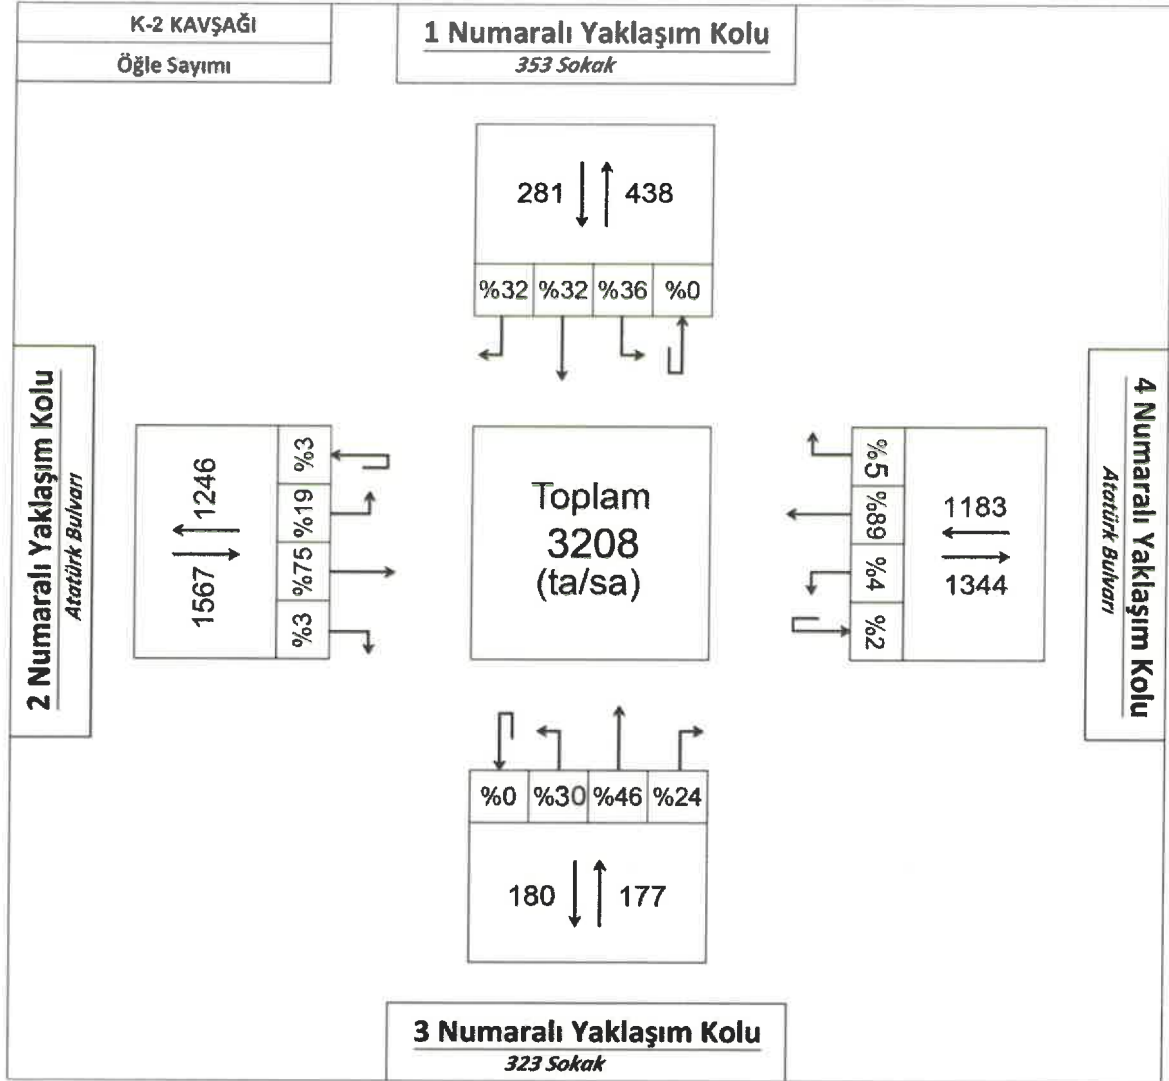 K-2 KAVŞAĞI
Öğle Sayımı
1 Numaralı Yaklaşım Kolu
353 Sokak
281
438
%32
%32
%36
%0
2 Numaralı Yaklaşım Kolu
Atatürk Bulvarı
1246
1567
%3
%19
%75
%3
Toplam
3208
(ta/sa)
%5
%89
%4
%2
1183
1344
4 Numaralı Yaklaşım Kolu
Atatürk Bulvarı
%0
%30
%46
%24
180
177
3 Numaralı Yaklaşım Kolu
323 Sokak